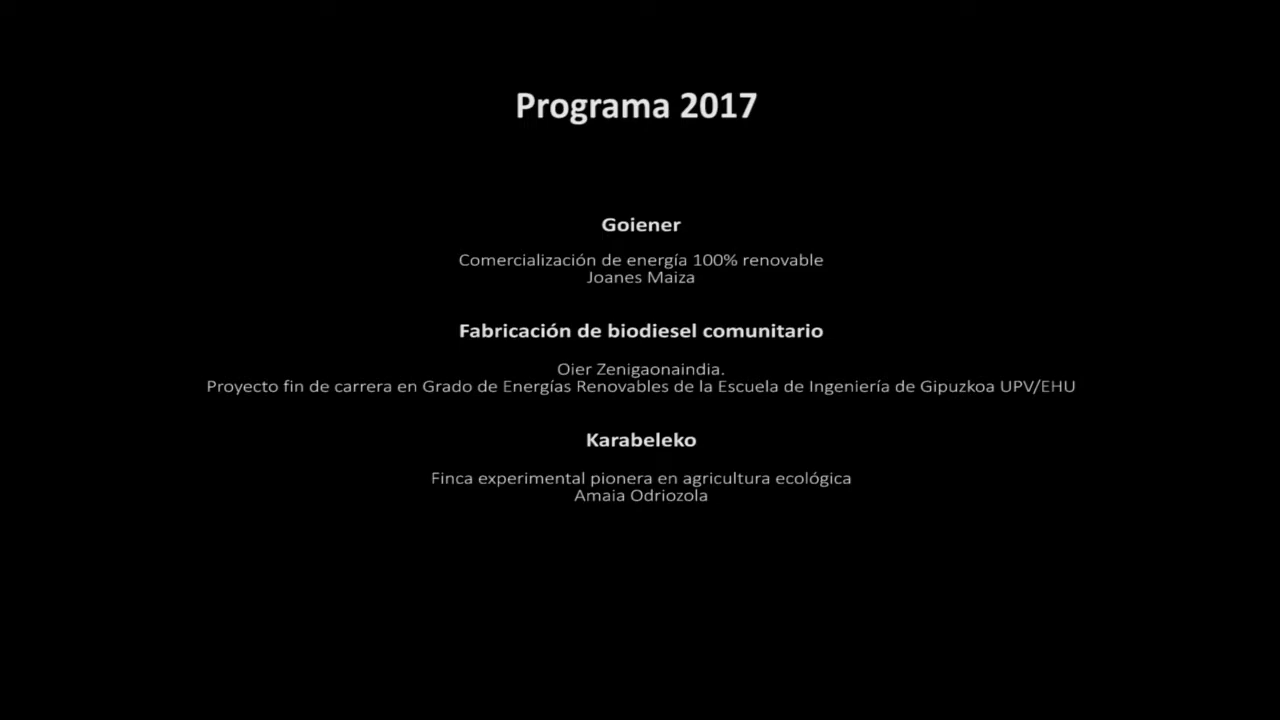 Programa 2017
Goiener
Comercialización de energía 100% renovable
Joanes Maiza
Fabricación de biodiesel comunitario
Oier Zenigaonaindia.
Proyecto fin de carrera en Grado de Energías Renovables de la Escuela de Ingeniería de Gipuzkoa UPV/EHU
Karabeleko
Finca experimental pionera en agricultura ecológica
Amaia Odriozola